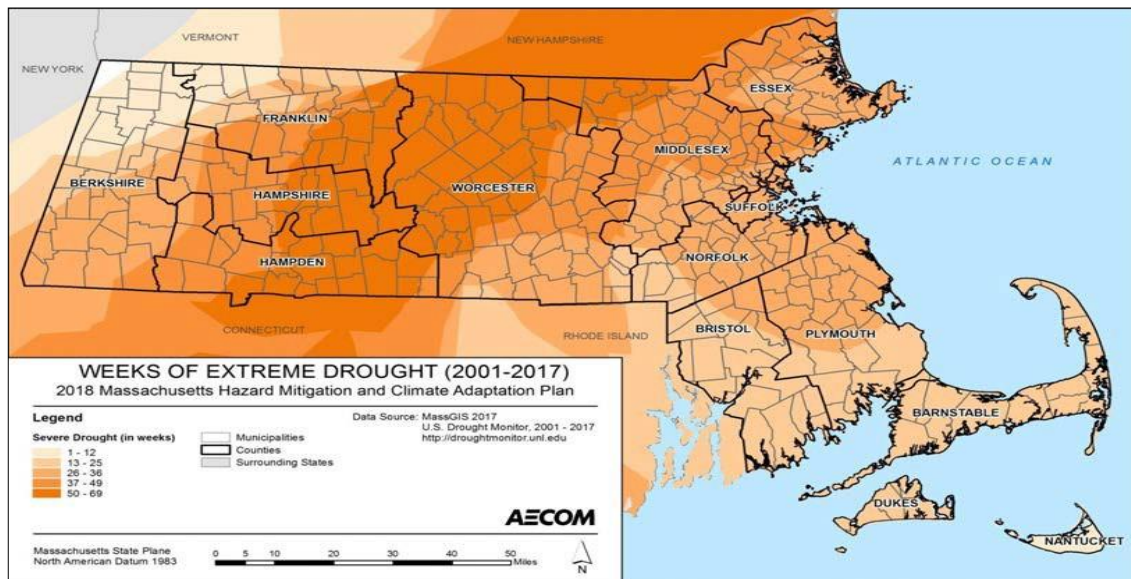 VERMONT
NEW HAMPSHIRE
NEW YORK
ESSEX
FRANKLIN
MIDDLESEX
ATLANTIC OCEAN
BERKSHIRE
HAMPSHIRE
WORCESTER
SUFFOLK
HAMPDEN
NORFOLK
CONNECTICUT
RHODE ISLAND
BRISTOL
PLYMOUTH
BARNSTABLE
DUKES
NANTUCKET
WEEKS OF EXTREME DROUGHT (2001-2017)
2018 Massachusetts Hazard Mitigation and Climate Adaptation Plan
Legend
Data Source: MassGIS 2017
U.S. Drought Monitor, 2001 - 2017
http://droughtmonitor.unl.edu
Severe Drought (in weeks)
1 - 12
13 - 25
26 - 36
37 - 49
50 - 69
Municipalities
Counties
Surrounding States
AECOM
Massachusetts State Plane
North American Datum 1983
0 5 10 20 30 40 50
Miles
N